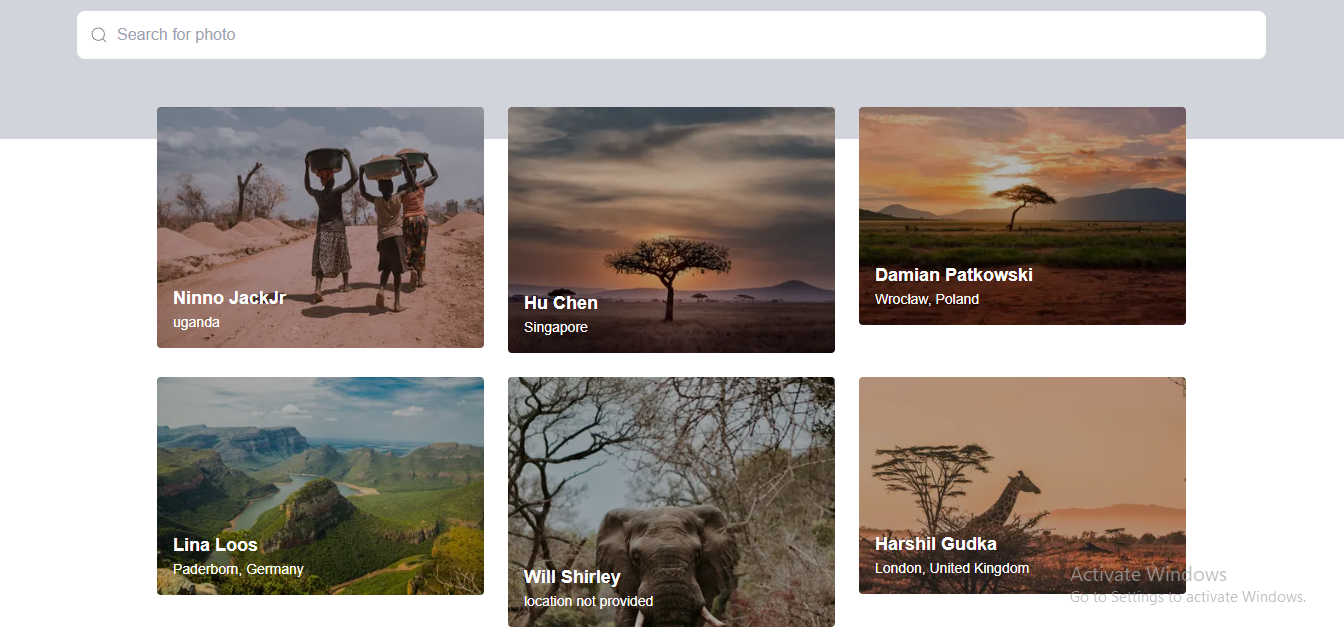 Search for photo
Ninno JackJr
uganda
Hu Chen
Singapore
Damian Patkowski
Wroclaw, Poland
Lina Loos
Paderborn, Germany
Will Shirley
location not provided
Harshil Gudka
London, United Kingdom
Activate Windows
Go to Settings to activate Windows.